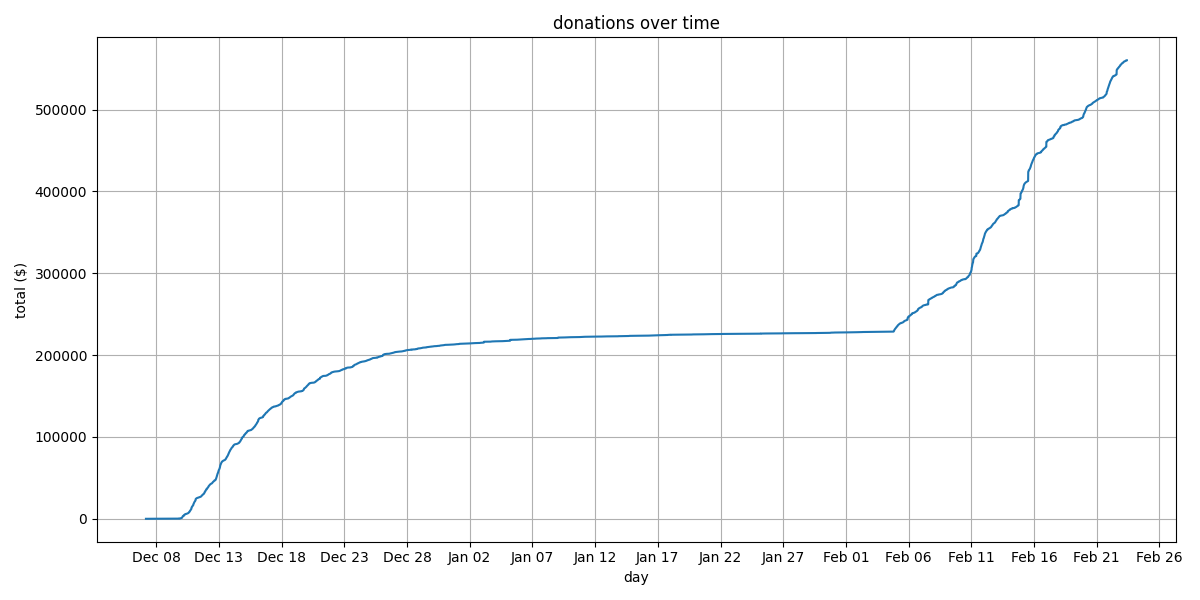 donations over time
total ($)
500000
400000
300000
200000
100000
0
Dec 08 Dec 13 Dec 18 Dec 23 Dec 28 Jan 02 Jan 07 Jan 12 Jan 17 Jan 22 Jan 27 Feb 01 Feb 06 Feb 11 Feb 16 Feb 21 Feb 26
day